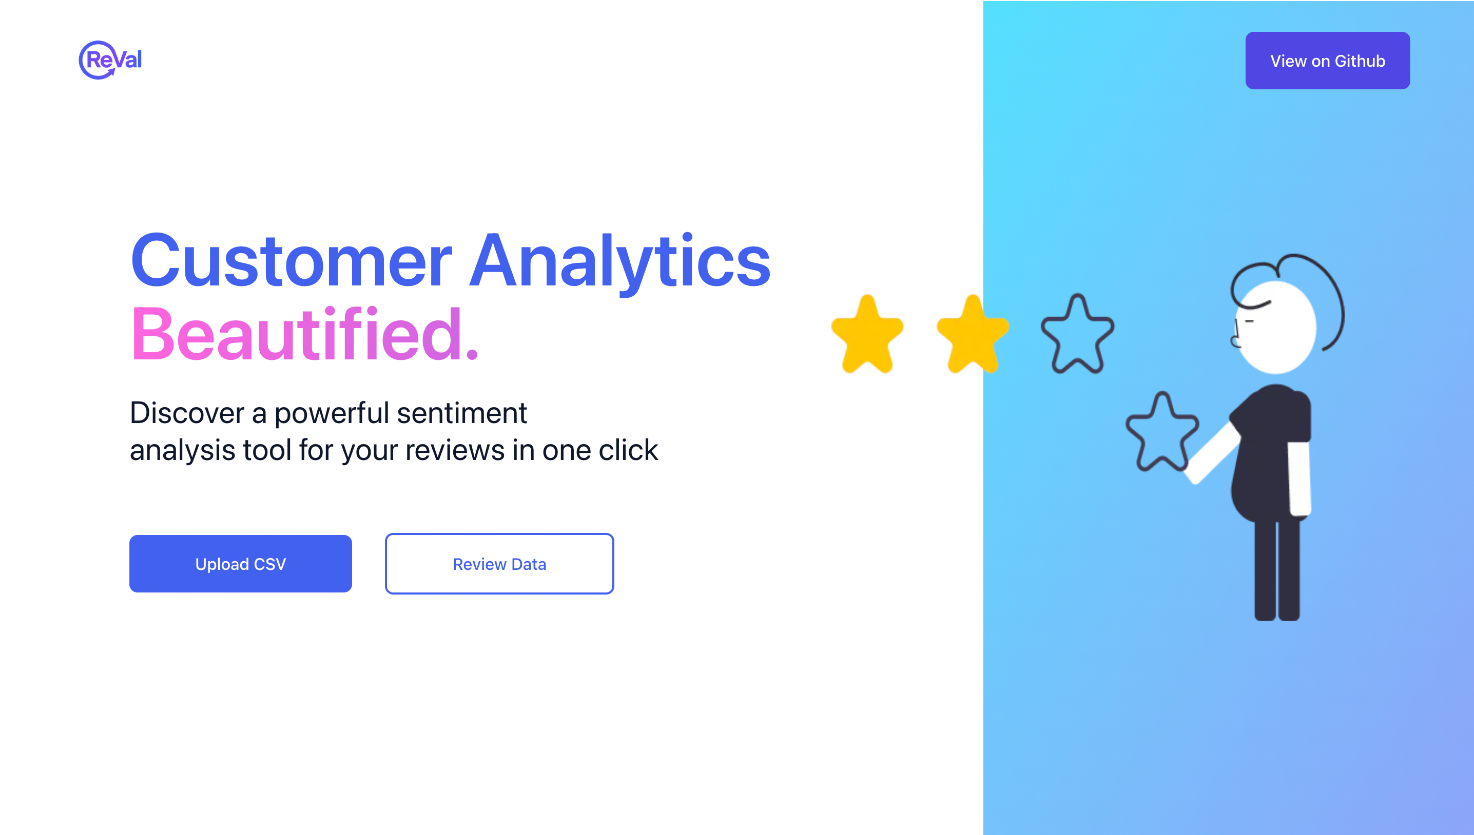 ReVal
View on Github
Customer Analytics
Beautified.
Discover a powerful sentiment
analysis tool for your reviews in one click
Upload CSV
Review Data